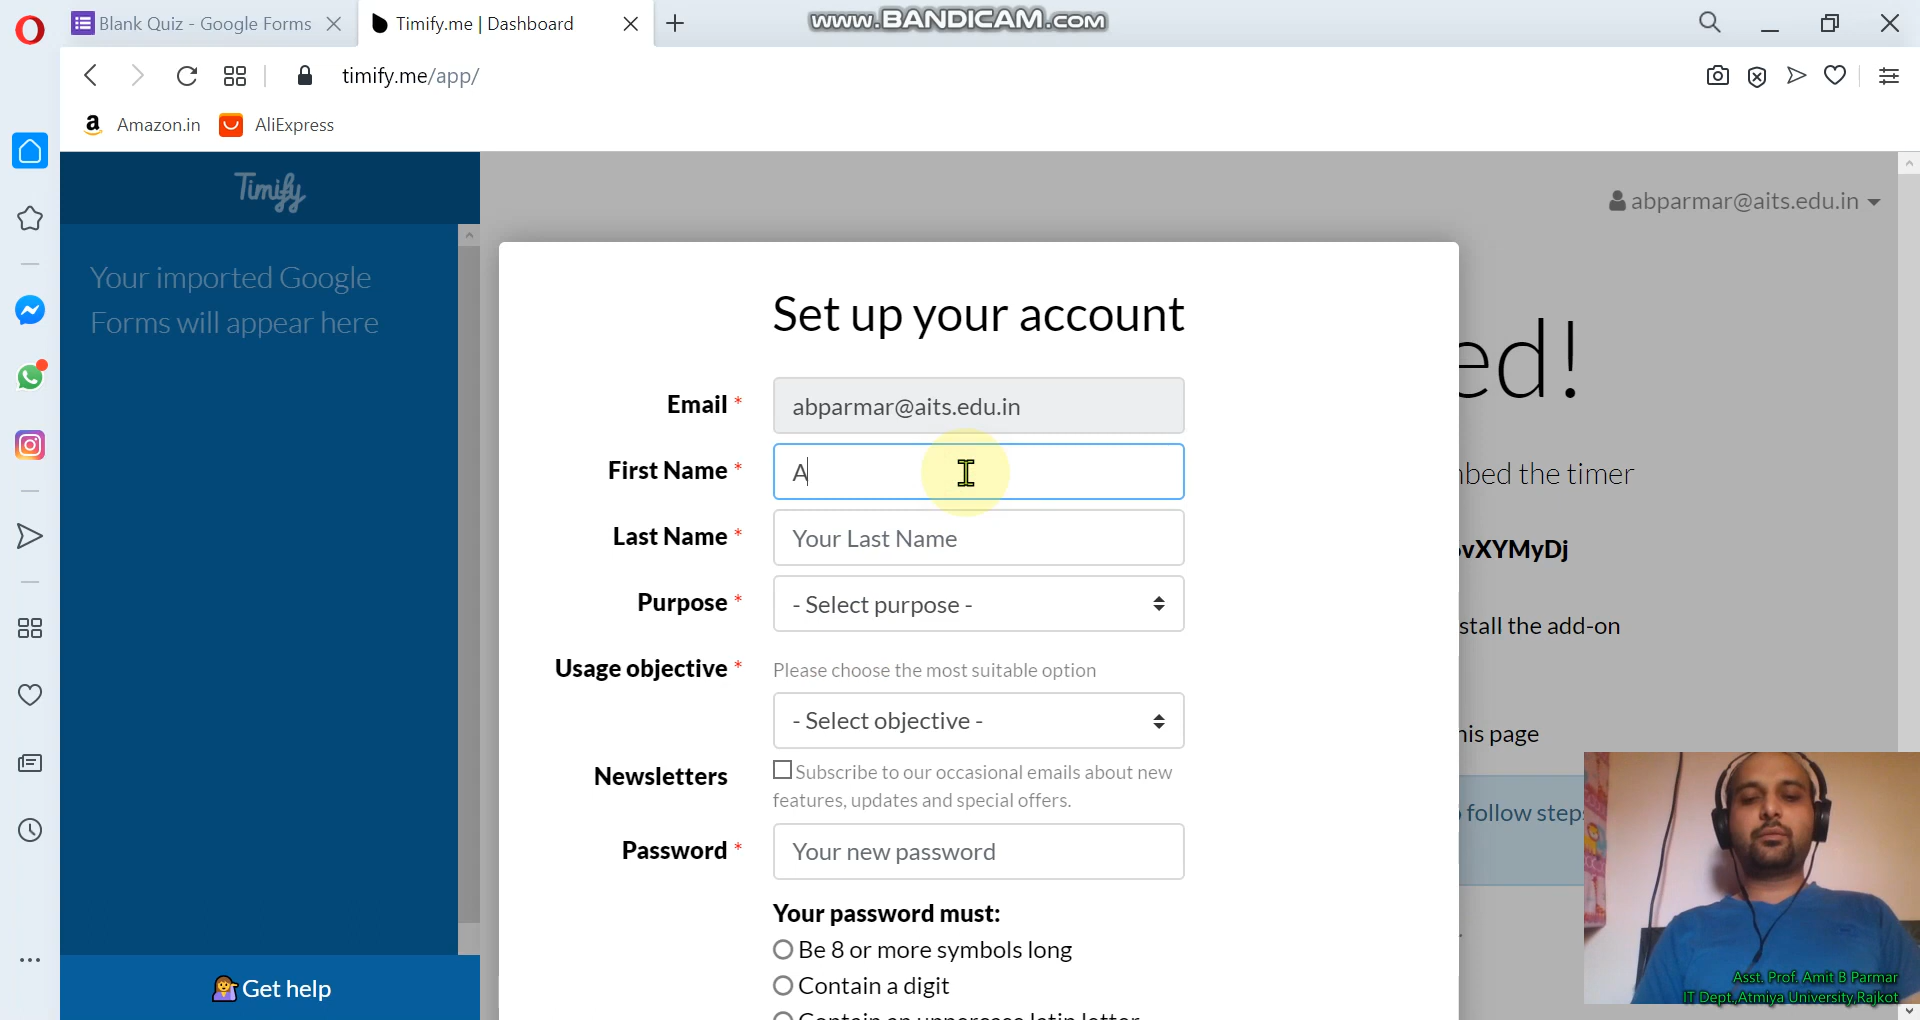 Blank Quiz - Google Forms
Timify.me | Dashboard
www.BANDICAM.com
timify.me/app/
Amazon.in
AliExpress
Timify
abparmar@aits.edu.in
Your imported Google
Forms will appear here
Set up your account
ed!
Email *
abparmar@aits.edu.in
First Name *
A
bed the timer
Last Name *
Your Last Name
vXYMyDj
Purpose *
- Select purpose -
stall the add-on
Usage objective *
Please choose the most suitable option
- Select objective -
his page
Newsletters
Subscribe to our occasional emails about new
features, updates and special offers.
follow step
Password *
Your new password
Your password must:
Be 8 or more symbols long
Contain a digit
Contain an uppercase latin letter
Get help
Asst. Prof. Amit B Parmar
IT Dept.,Atmiya University,Rajkot